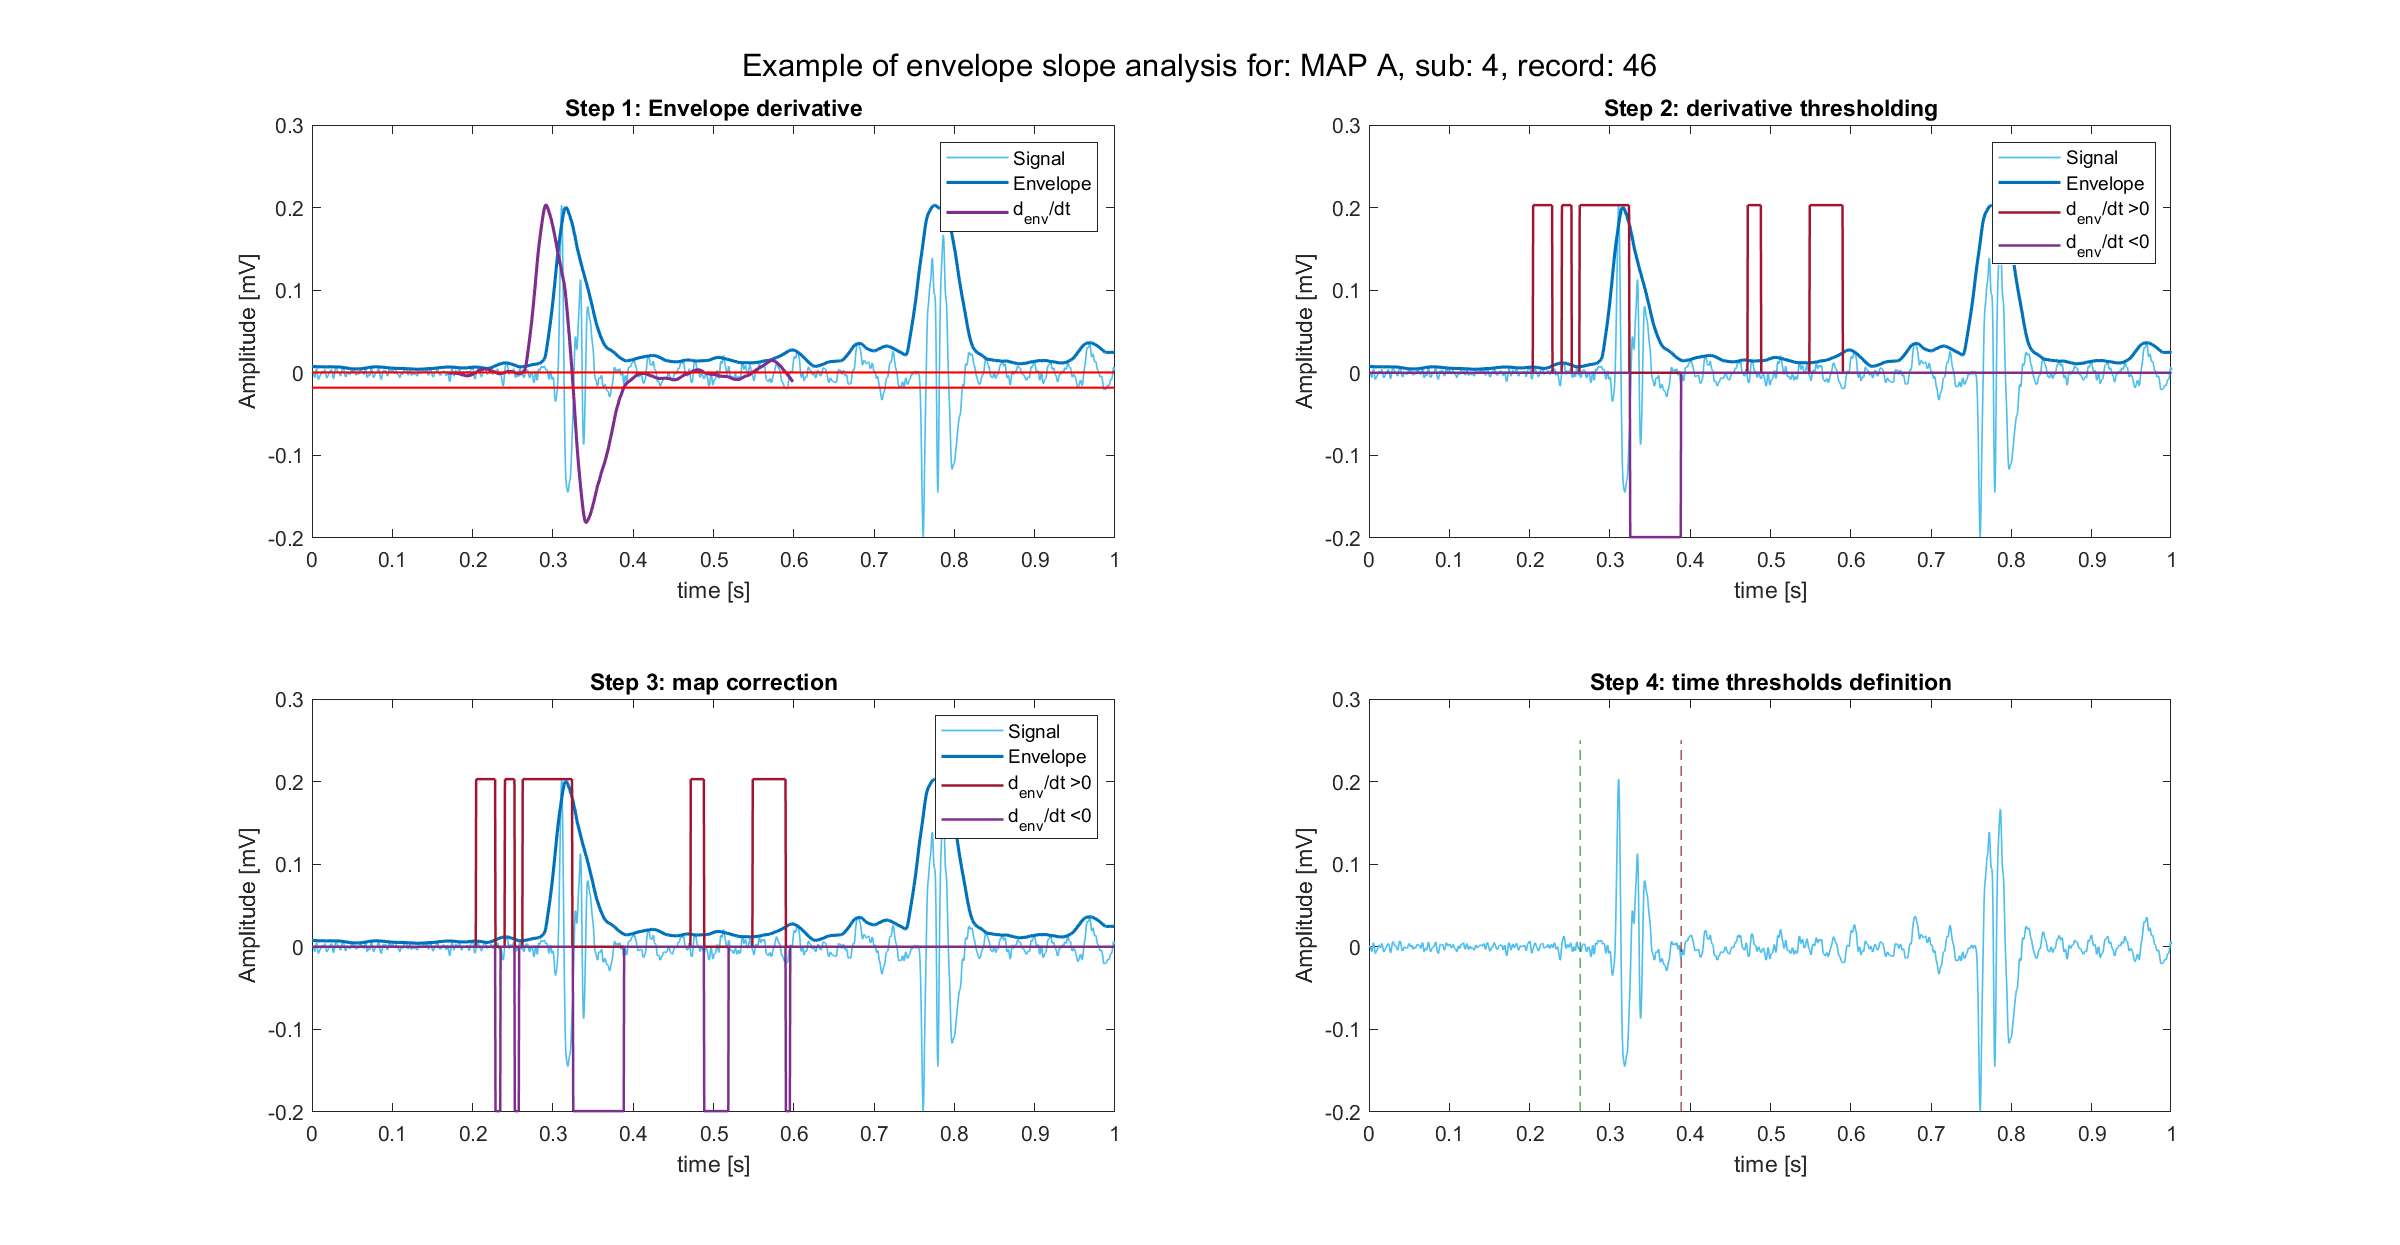 Example of envelope slope analysis for: MAP A, sub: 4, record: 46
Step 1: Envelope derivative
0.3
0.2
0.1
0
-0.1
-0.2
Amplitude [mV]
Signal
Envelope
d_env/dt
0 0.1 0.2 0.3 0.4 0.5 0.6 0.7 0.8 0.9 1
time [s]
Step 2: derivative thresholding
0.3
0.2
0.1
0
-0.1
-0.2
Amplitude [mV]
Signal
Envelope
d_env/dt >0
d_env/dt <0
0 0.1 0.2 0.3 0.4 0.5 0.6 0.7 0.8 0.9 1
time [s]
Step 3: map correction
0.3
0.2
0.1
0
-0.1
-0.2
Amplitude [mV]
Signal
Envelope
d_env/dt >0
d_env/dt <0
0 0.1 0.2 0.3 0.4 0.5 0.6 0.7 0.8 0.9 1
time [s]
Step 4: time thresholds definition
0.3
0.2
0.1
0
-0.1
-0.2
Amplitude [mV]
0 0.1 0.2 0.3 0.4 0.5 0.6 0.7 0.8 0.9 1
time [s]